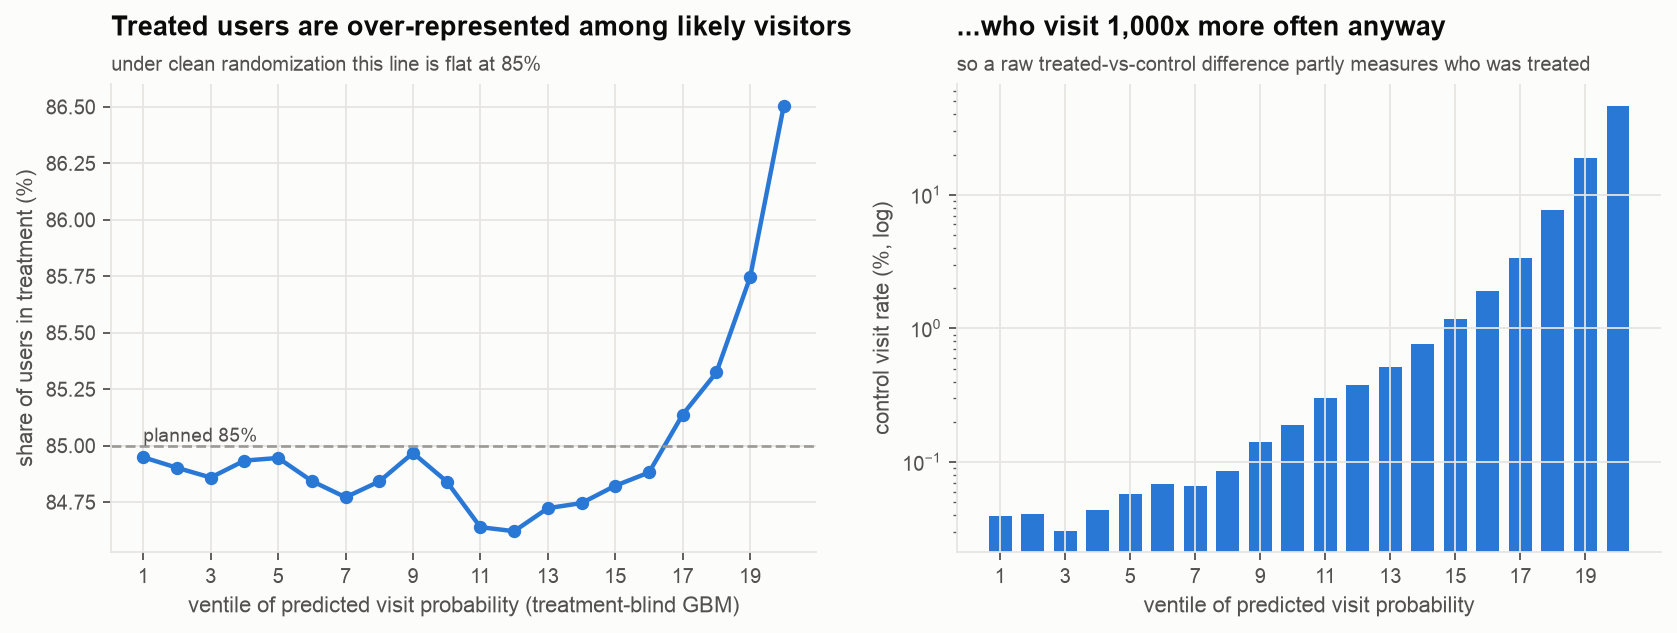 Treated users are over-represented among likely visitors
under clean randomization this line is flat at 85%
share of users in treatment (%)
86.50
86.25
86.00
85.75
85.50
85.25
85.00
84.75
planned 85%
1 3 5 7 9 11 13 15 17 19
ventile of predicted visit probability (treatment-blind GBM)
...who visit 1,000x more often anyway
so a raw treated-vs-control difference partly measures who was treated
control visit rate (%, log)
10¹
10⁰
10⁻¹
1 3 5 7 9 11 13 15 17 19
ventile of predicted visit probability